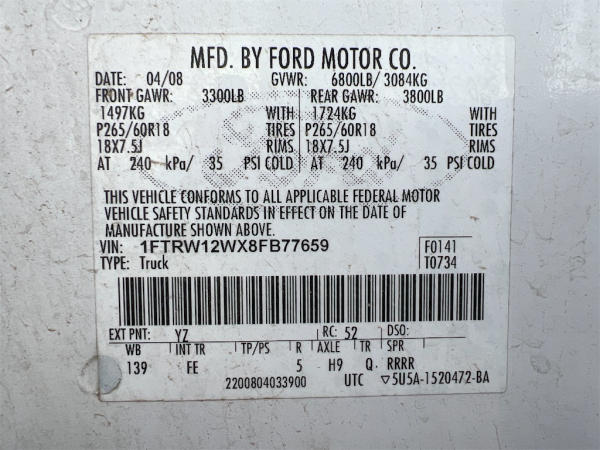 MFD. BY FORD MOTOR CO.
DATE: 04/08 GVWR: 6800LB/ 3084KG
FRONT GAWR: 3300LB REAR GAWR: 3800LB
1497KG WITH 1724KG WITH
P265/60R18 TIRES P265/60R18 TIRES
18X7.5J RIMS 18X7.5J RIMS
AT 240 kPa/ 35 PSI COLD AT 240 kPa/ 35 PSI COLD
THIS VEHICLE CONFORMS TO ALL APPLICABLE FEDERAL MOTOR
VEHICLE SAFETY STANDARDS IN EFFECT ON THE DATE OF
MANUFACTURE SHOWN ABOVE.
VIN: 1FTRW12WX8FB77659 F0141
TYPE: Truck T0734
EXT PNT: YZ RC: 52 DSO:
WB INT TR TP/PS R AXLE TR SPR
139 FE 5 H9 Q RRRR
2200804033900 UTC ▽5U5A-1520472-BA